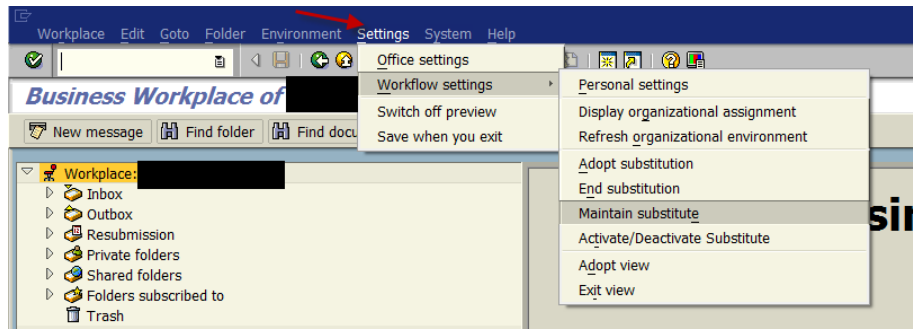 Workplace Edit Goto Folder Environment Settings System Help
Office settings
Workflow settings
Switch off preview
Save when you exit
Personal settings
Display organizational assignment
Refresh organizational environment
Adopt substitution
End substitution
Maintain substitute
Activate/Deactivate Substitute
Adopt view
Exit view
Business Workplace of
New message Find folder Find docu
Workplace:
Inbox
Outbox
Resubmission
Private folders
Shared folders
Folders subscribed to
Trash
sin